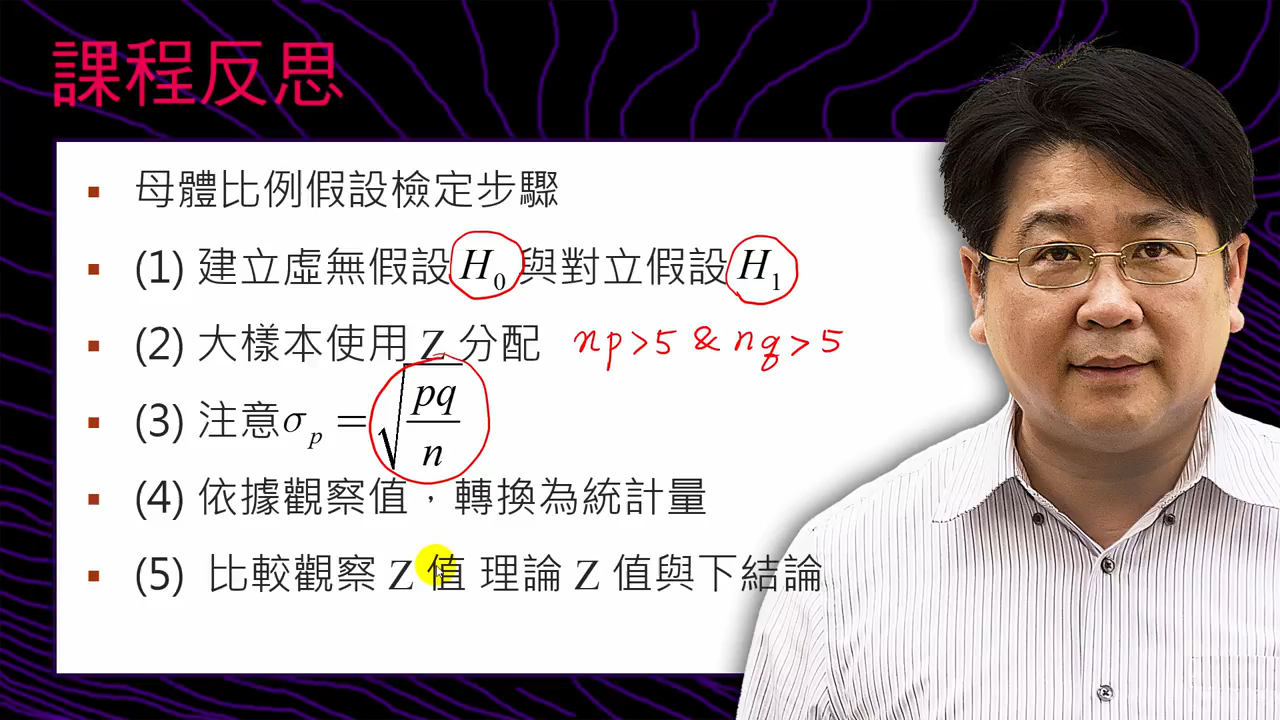 課程反思
▪ 母體比例假設檢定步驟
▪ (1) 建立虛無假設 H₀ 與對立假設 H₁
▪ (2) 大樣本使用 Z 分配 np>5 & nq>5
▪ (3) 注意 σₚ = √(pq/n)
▪ (4) 依據觀察值，轉換為統計量
▪ (5) 比較觀察 Z 值 理論 Z 值與下結論